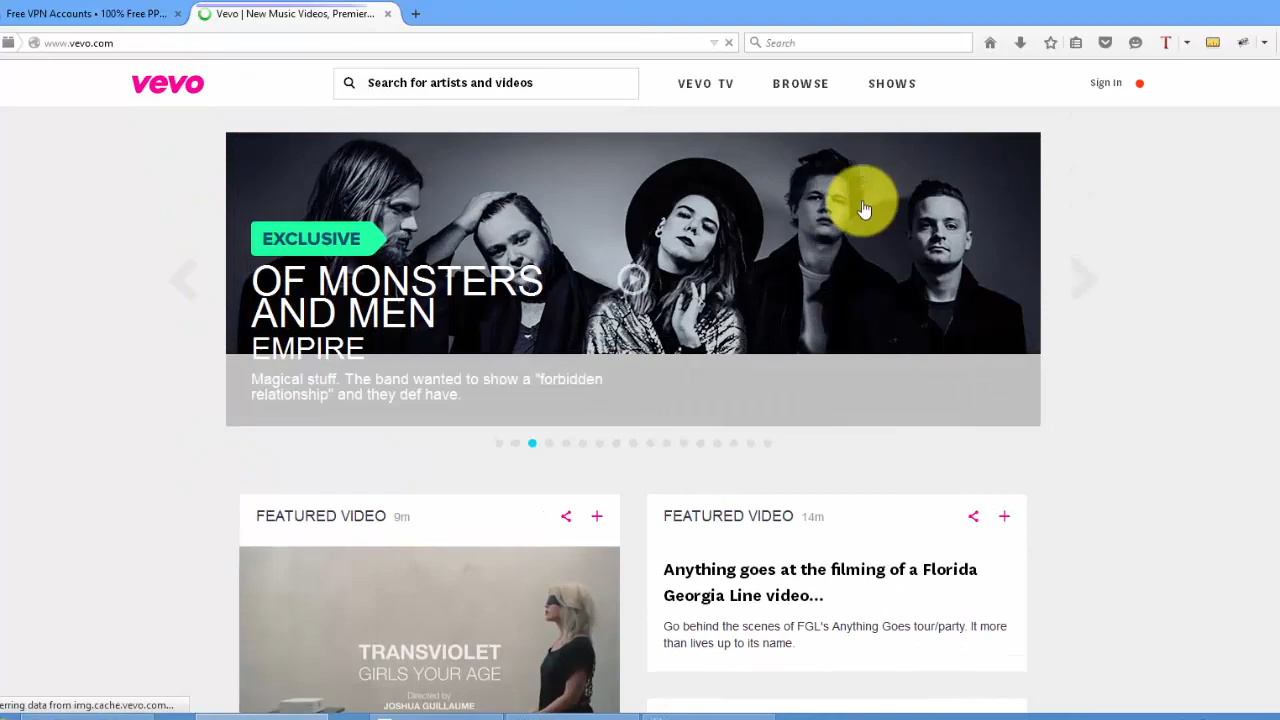 Free VPN Accounts • 100% Free PP...
Vevo | New Music Videos, Premier...
www.vevo.com
Search
vevo
Search for artists and videos
VEVO TV
BROWSE
SHOWS
Sign In
EXCLUSIVE
OF MONSTERS
AND MEN
EMPIRE
Magical stuff. The band wanted to show a "forbidden
relationship" and they def have.
FEATURED VIDEO 9m
TRANSVIOLET
GIRLS YOUR AGE
Directed by
JOSHUA GUILLAUME
FEATURED VIDEO 14m
Anything goes at the filming of a Florida
Georgia Line video...
Go behind the scenes of FGL's Anything Goes tour/party. It more
than lives up to its name.
erring data from img.cache.vevo.com...